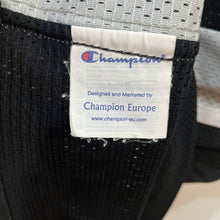 Champion
Designed and Marketed by
Champion Europe
www.champion-eu.com